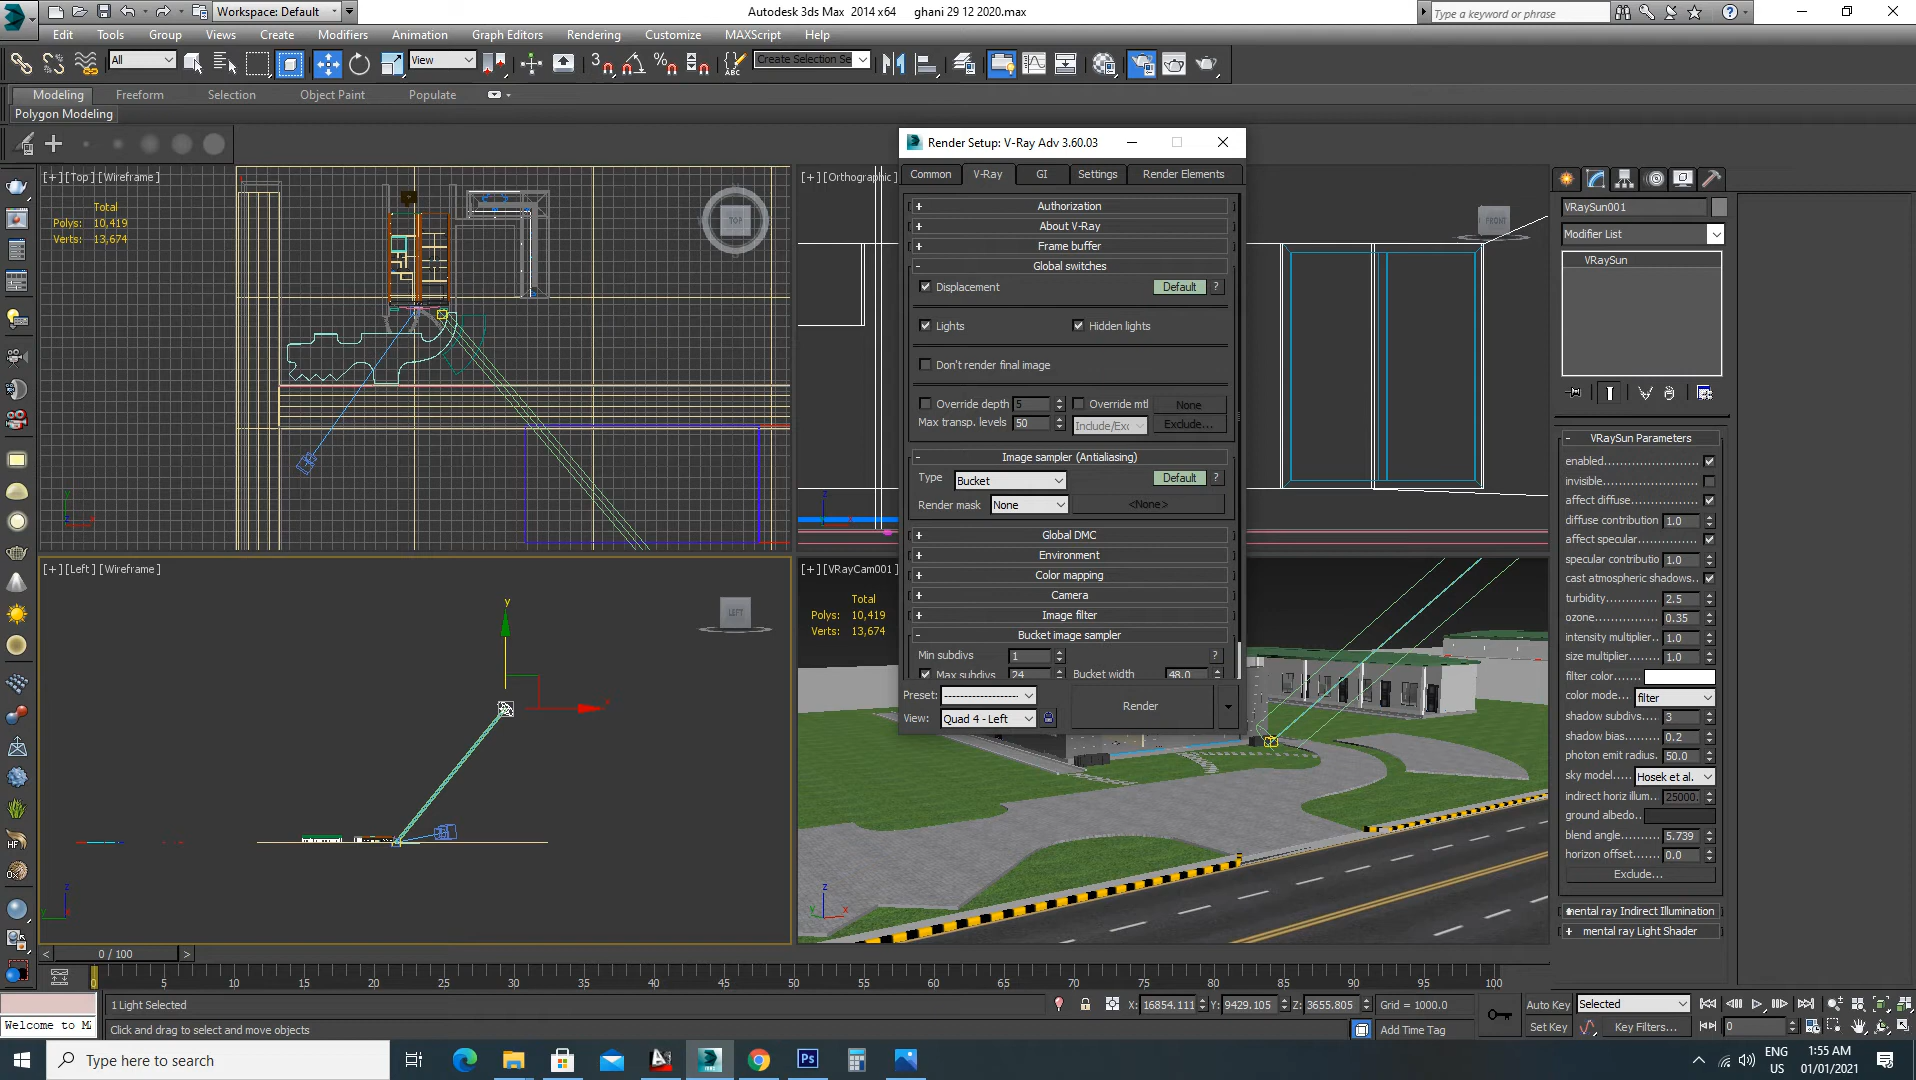 Workspace: Default
Autodesk 3ds Max 2014 x64 ghani 29 12 2020.max
Type a keyword or phrase
Edit Tools Group Views Create Modifiers Animation Graph Editors Rendering Customize MAXScript Help
All View Create Selection Se
Modeling Freeform Selection Object Paint Populate
Polygon Modeling
[+][Top][Wireframe]
Total
Polys: 10,419
Verts: 13,674
TOP
[+][Orthographic]
FRONT
Render Setup: V-Ray Adv 3.60.03
Common V-Ray GI Settings Render Elements
+ Authorization
+ About V-Ray
+ Frame buffer
- Global switches
Displacement Default ?
Lights Hidden lights
Don't render final image
Override depth 5 Override mtl None
Max transp. levels 50 Include/Exc Exclude...
- Image sampler (Antialiasing)
Type Bucket Default ?
Render mask None <None>
+ Global DMC
+ Environment
+ Color mapping
+ Camera
+ Image filter
- Bucket image sampler
Min subdivs 1 ?
Max subdivs 24 Bucket width 48.0
Preset: --------------------
View: Quad 4 - Left Render
VRaySun001
Modifier List
VRaySun
- VRaySun Parameters
enabled
invisible
affect diffuse
diffuse contribution 1.0
affect specular
specular contributio 1.0
cast atmospheric shadows
turbidity 2.5
ozone 0.35
intensity multiplier 1.0
size multiplier 1.0
filter color
color mode filter
shadow subdivs 3
shadow bias 0.2
photon emit radius 50.0
sky model Hosek et al.
indirect horiz illum 25000.
ground albedo
blend angle 5.739
horizon offset 0.0
Exclude...
mental ray Indirect Illumination
+ mental ray Light Shader
[+][Left][Wireframe]
LEFT
[+][VRayCam001]
Total
Polys: 10,419
Verts: 13,674
0 / 100
0 5 10 15 20 25 30 35 40 45 50 55 60 65 70 75 80 85 90 95 100
1 Light Selected X: 16854.111 Y: 9429.105 Z: 3655.805 Grid = 1000.0 Auto Key Selected
Welcome to M
Click and drag to select and move objects Add Time Tag Set Key Key Filters... 0
Type here to search
ENG
US
1:55 AM
01/01/2021